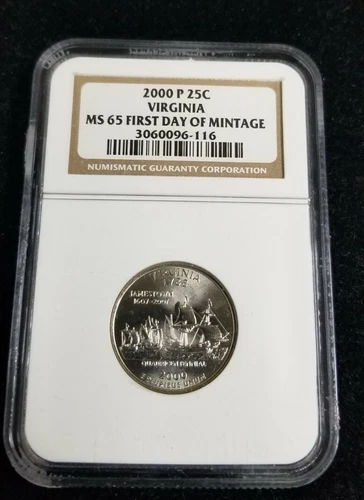 2000 P 25C
VIRGINIA
MS 65 FIRST DAY OF MINTAGE
3060096-116
NUMISMATIC GUARANTY CORPORATION
VIRGINIA
1788
JAMESTOWN
1607-2007
QUADRICENTENNIAL
2000
E PLURIBUS UNUM